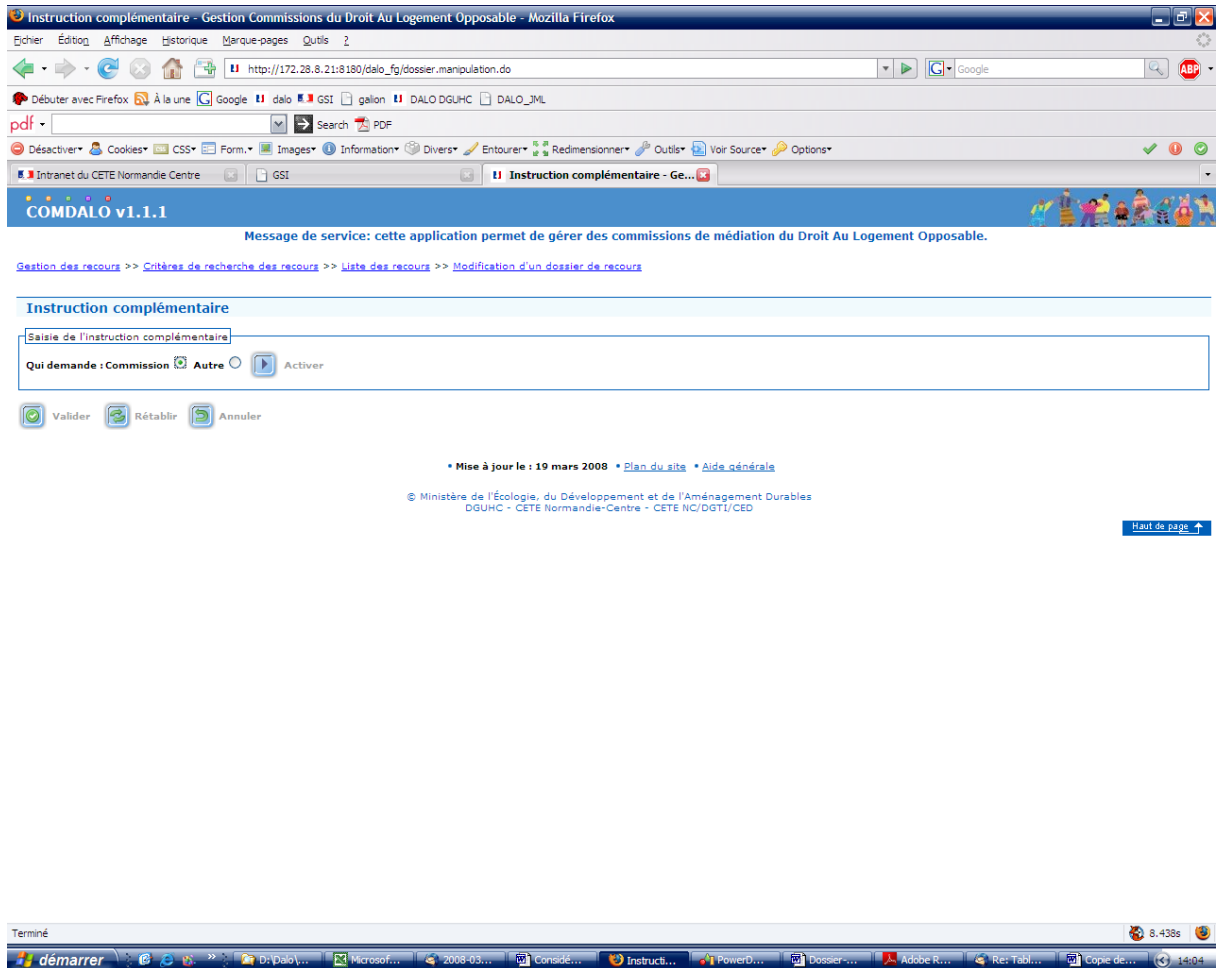 Instruction complémentaire - Gestion Commissions du Droit Au Logement Opposable - Mozilla Firefox
Fichier Édition Affichage Historique Marque-pages Outils ?
http://172.28.8.21:8180/dalo_fg/dossier.manipulation.do G Google ABP
Débuter avec Firefox À la une G Google dalo GSI galion DALO DGUHC DALO_JML
pdf Search PDF
Désactiver Cookies CSS Form. Images Information Divers Entourer Redimensionner Outils Voir Source Options
Intranet du CETE Normandie Centre GSI Instruction complémentaire - Ge...
COMDALO v1.1.1
Message de service: cette application permet de gérer des commissions de médiation du Droit Au Logement Opposable.
Gestion des recours >> Critères de recherche des recours >> Liste des recours >> Modification d'un dossier de recours
Instruction complémentaire
Saisie de l'instruction complémentaire
Qui demande : Commission Autre Activer
Valider Rétablir Annuler
• Mise à jour le : 19 mars 2008 • Plan du site • Aide générale
© Ministère de l'Écologie, du Développement et de l'Aménagement Durables
DGUHC - CETE Normandie-Centre - CETE NC/DGTI/CED
Haut de page
Terminé 8.438s
démarrer » D:\Dalo\... Microsof... 2008-03... Considé... Instructi... PowerD... Dossier-... Adobe R... Re: Tabl... Copie de... 14:04